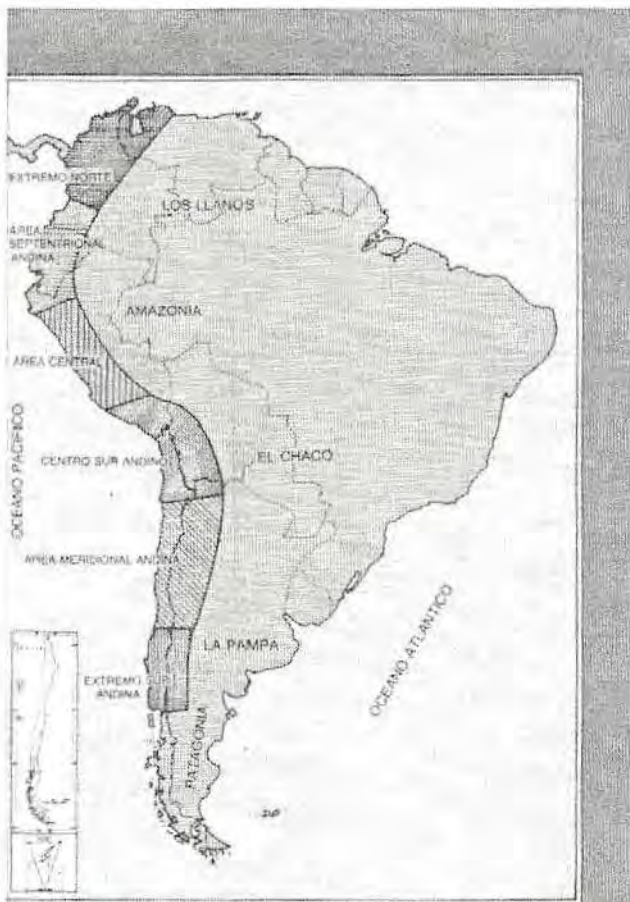 EXTREMO NORTE
LOS LLANOS
AREA
SEPTENTRIONAL
ANDINA
AMAZONIA
AREA CENTRAL
OCEANO PACIFICO
CENTRO SUR ANDINO
EL CHACO
AREA MERIDIONAL ANDINA
LA PAMPA
OCEANO ATLANTICO
EXTREMO SUR
ANDINA
PATAGONIA